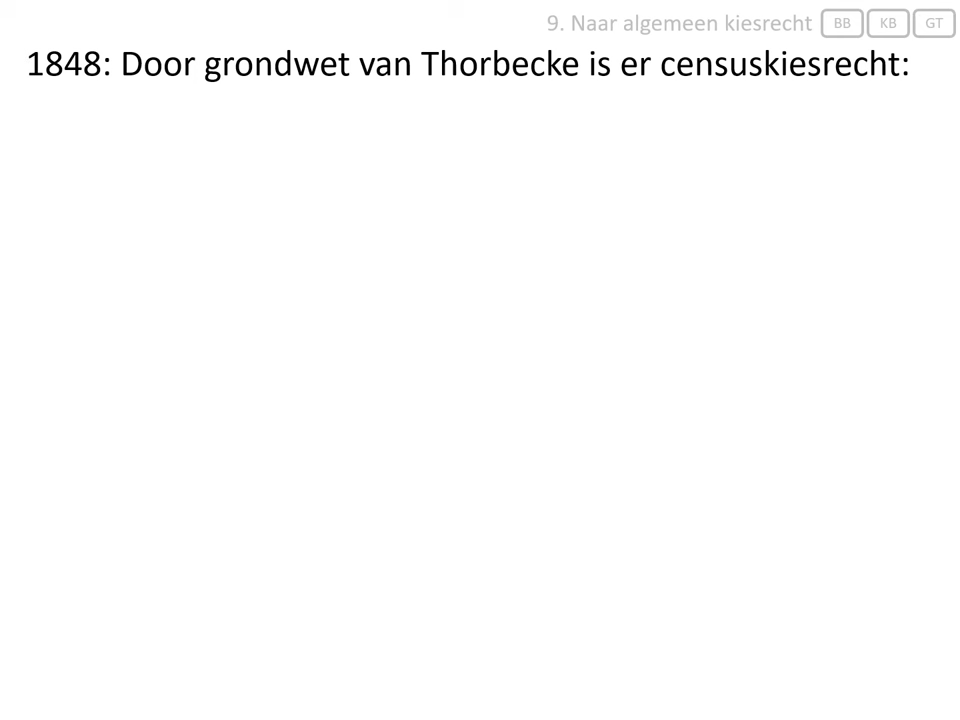 9. Naar algemeen kiesrecht BB KB GT
1848: Door grondwet van Thorbecke is er censuskiesrecht: